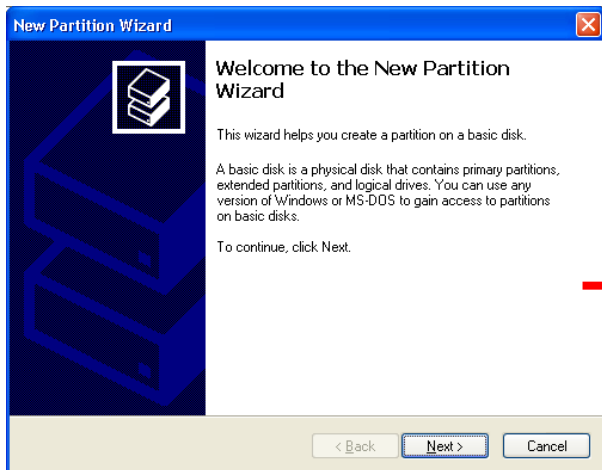 New Partition Wizard
Welcome to the New Partition
Wizard
This wizard helps you create a partition on a basic disk.
A basic disk is a physical disk that contains primary partitions,
extended partitions, and logical drives. You can use any
version of Windows or MS-DOS to gain access to partitions
on basic disks.
To continue, click Next.
< Back Next > Cancel